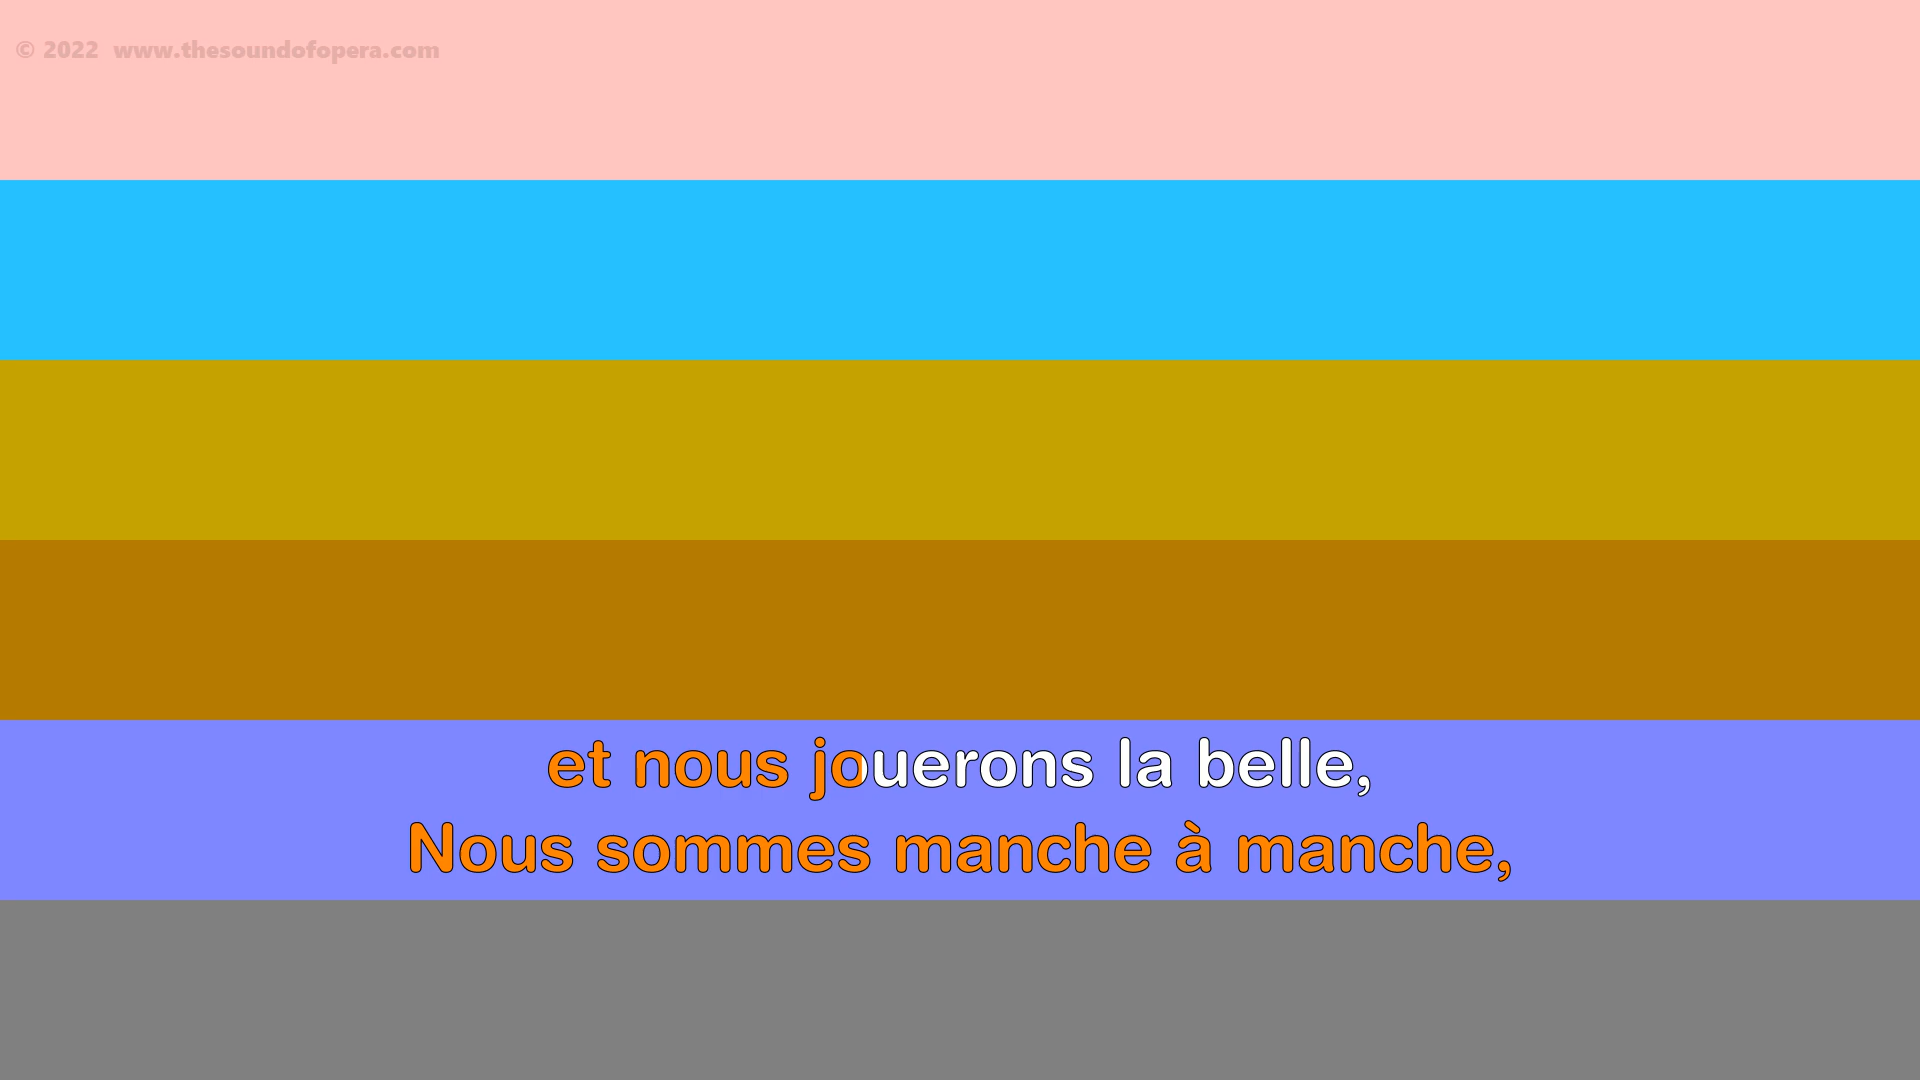 © 2022 www.thesoundofopera.com
et nous jouerons la belle,
Nous sommes manche à manche,